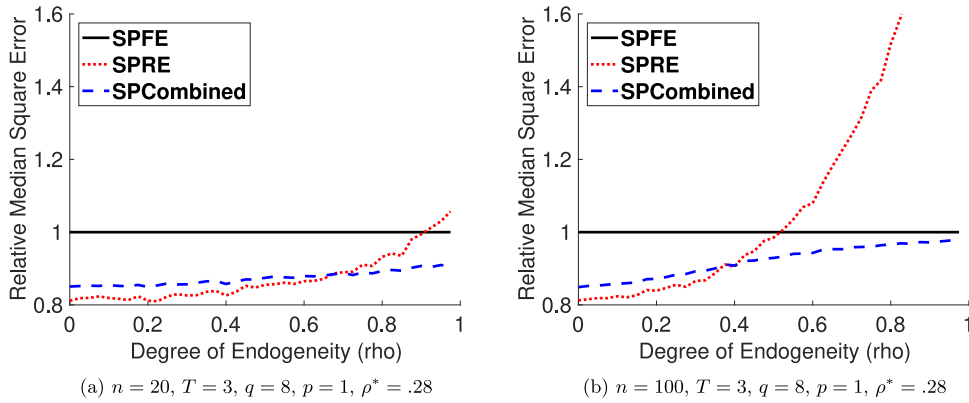 Relative Median Square Error
1.6
1.4
1.2
1
0.8
SPFE
SPRE
SPCombined
0
0.2
0.4
0.6
0.8
1
Degree of Endogeneity (rho)
(a) n = 20, T = 3, q = 8, p = 1, ρ* = .28
Relative Median Square Error
1.6
1.4
1.2
1
0.8
SPFE
SPRE
SPCombined
0
0.2
0.4
0.6
0.8
1
Degree of Endogeneity (rho)
(b) n = 100, T = 3, q = 8, p = 1, ρ* = .28